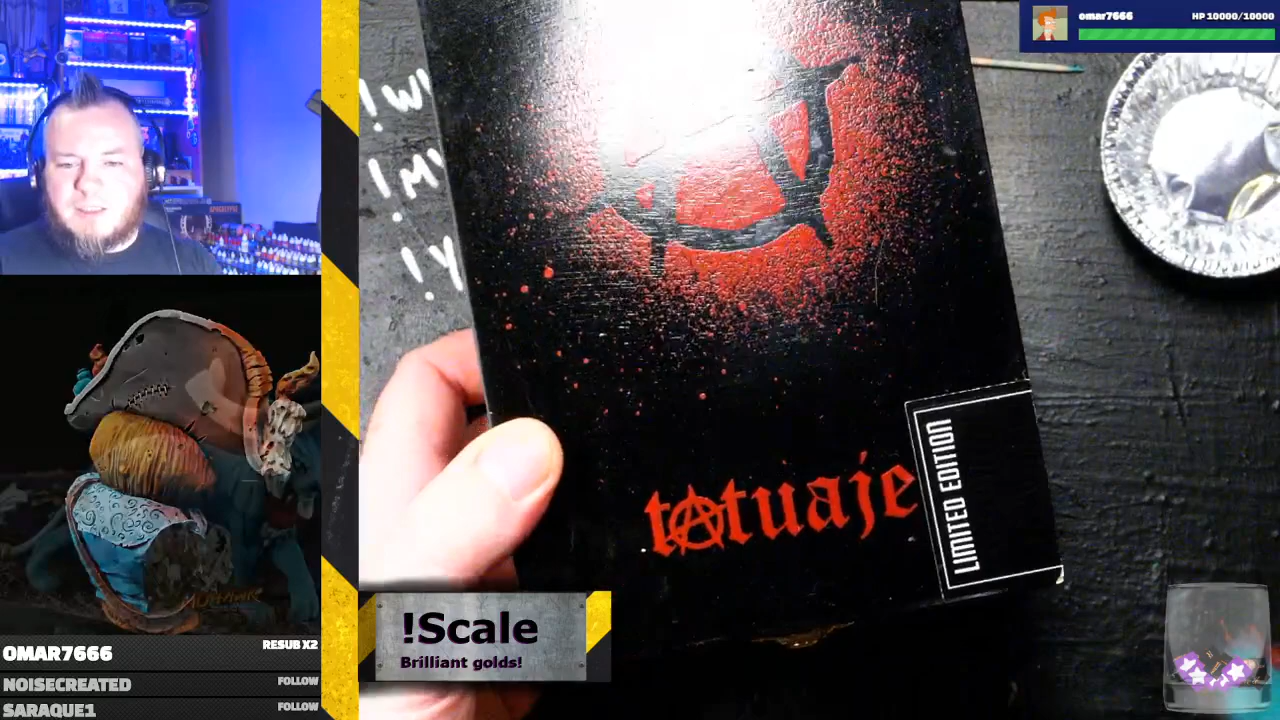 omar7666
HP 10000/10000
!W
!M
!Y
tatuaje
LIMITED EDITION
!Scale
Brilliant golds!
OMAR7666
RESUB X2
NOISECREATED
FOLLOW
SARAQUE1
FOLLOW